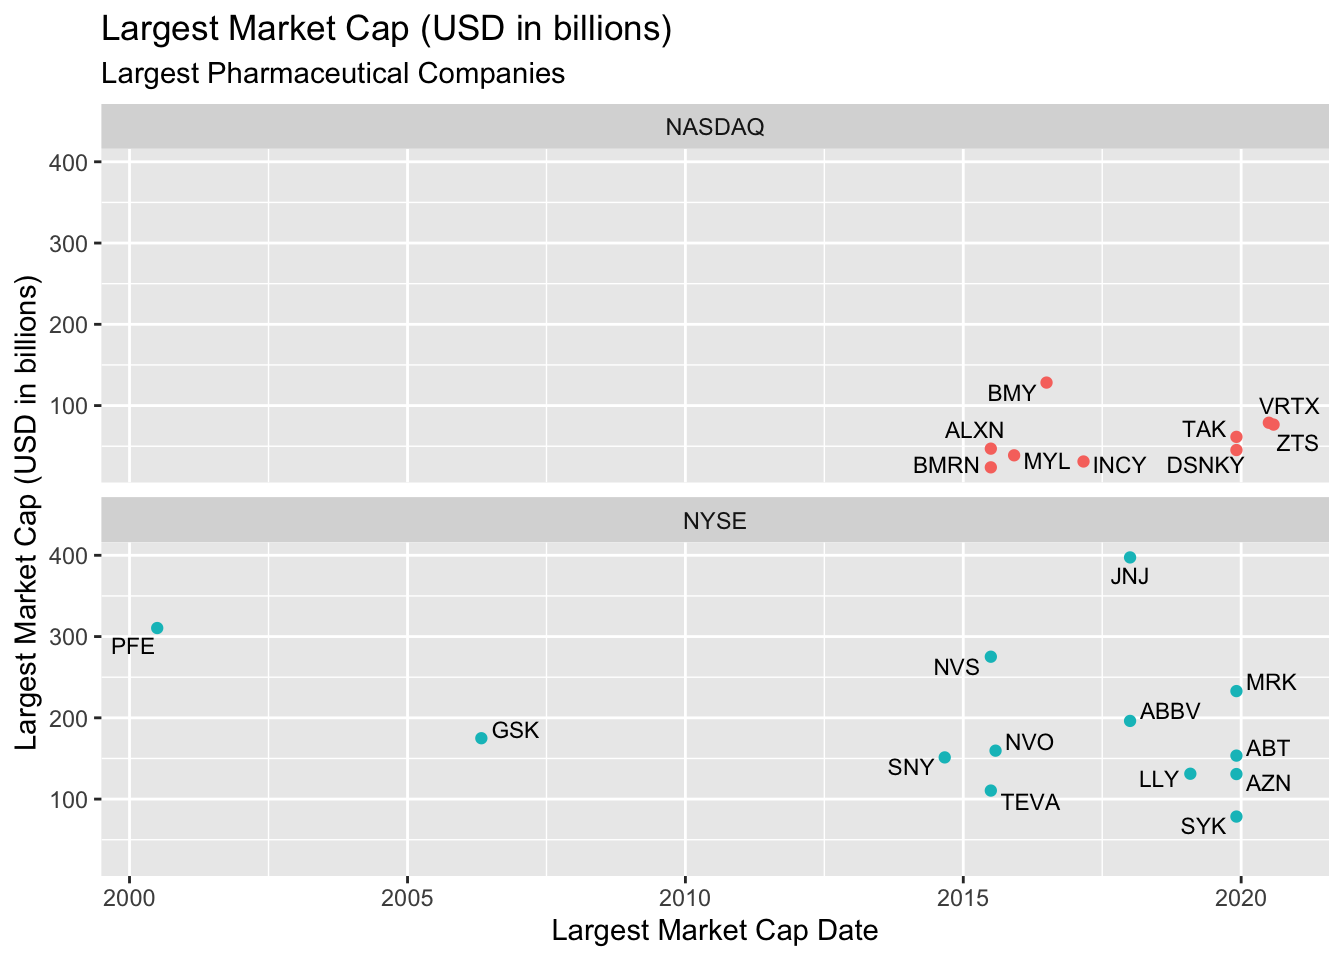 Largest Market Cap (USD in billions)
Largest Pharmaceutical Companies
Largest Market Cap (USD in billions)
NASDAQ
400
300
200
100
BMY
VRTX
ALXN
TAK
ZTS
BMRN
MYL
INCY
DSNKY
NYSE
400
300
200
100
JNJ
PFE
NVS
MRK
ABBV
GSK
NVO
ABT
SNY
LLY
AZN
TEVA
SYK
2000
2005
2010
2015
2020
Largest Market Cap Date